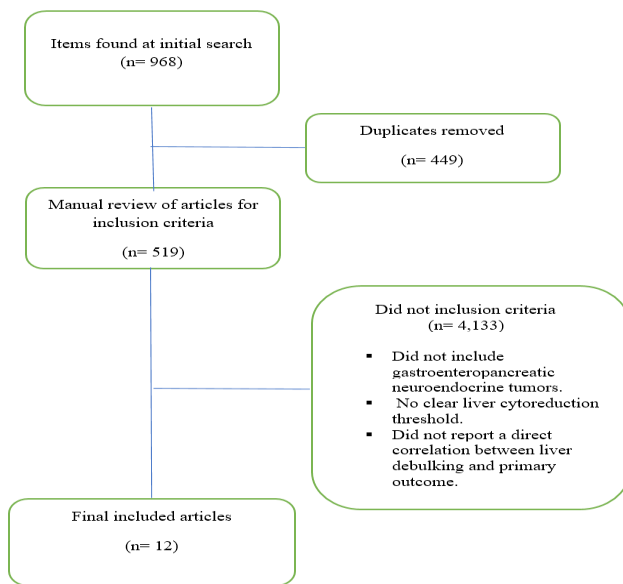 Items found at initial search
(n= 968)
Duplicates removed
(n= 449)
Manual review of articles for
inclusion criteria
(n= 519)
Did not inclusion criteria
(n= 4,133)
▪ Did not include
gastroenteropancreatic
neuroendocrine tumors.
▪ No clear liver cytoreduction
threshold.
▪ Did not report a direct
correlation between liver
debulking and primary
outcome.
Final included articles
(n= 12)